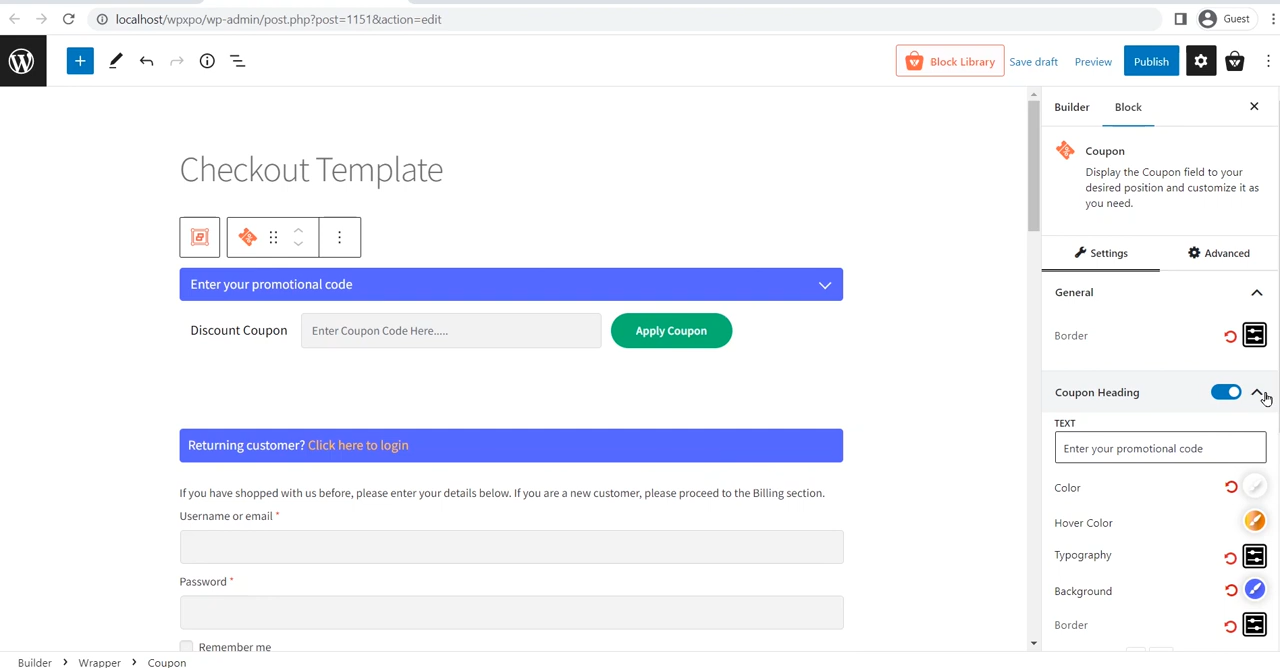 localhost/wpxpo/wp-admin/post.php?post=1151&action=edit
Guest
Block Library
Save draft
Preview
Publish
Builder
Block
Coupon
Display the Coupon field to your
desired position and customize it as
you need.
Settings
Advanced
General
Border
Coupon Heading
TEXT
Enter your promotional code
Color
Hover Color
Typography
Background
Border
Checkout Template
Enter your promotional code
Discount Coupon
Enter Coupon Code Here.....
Apply Coupon
Returning customer? Click here to login
If you have shopped with us before, please enter your details below. If you are a new customer, please proceed to the Billing section.
Username or email *
Password *
Remember me
Builder > Wrapper > Coupon